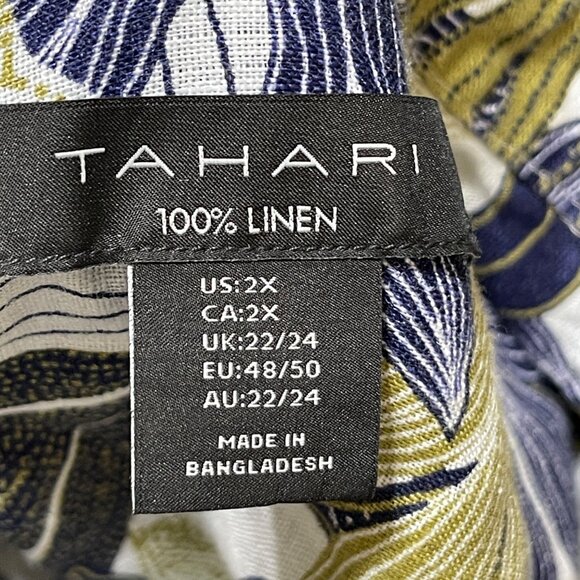 TAHARI
100% LINEN
US:2X
CA:2X
UK:22/24
EU:48/50
AU:22/24
MADE IN
BANGLADESH